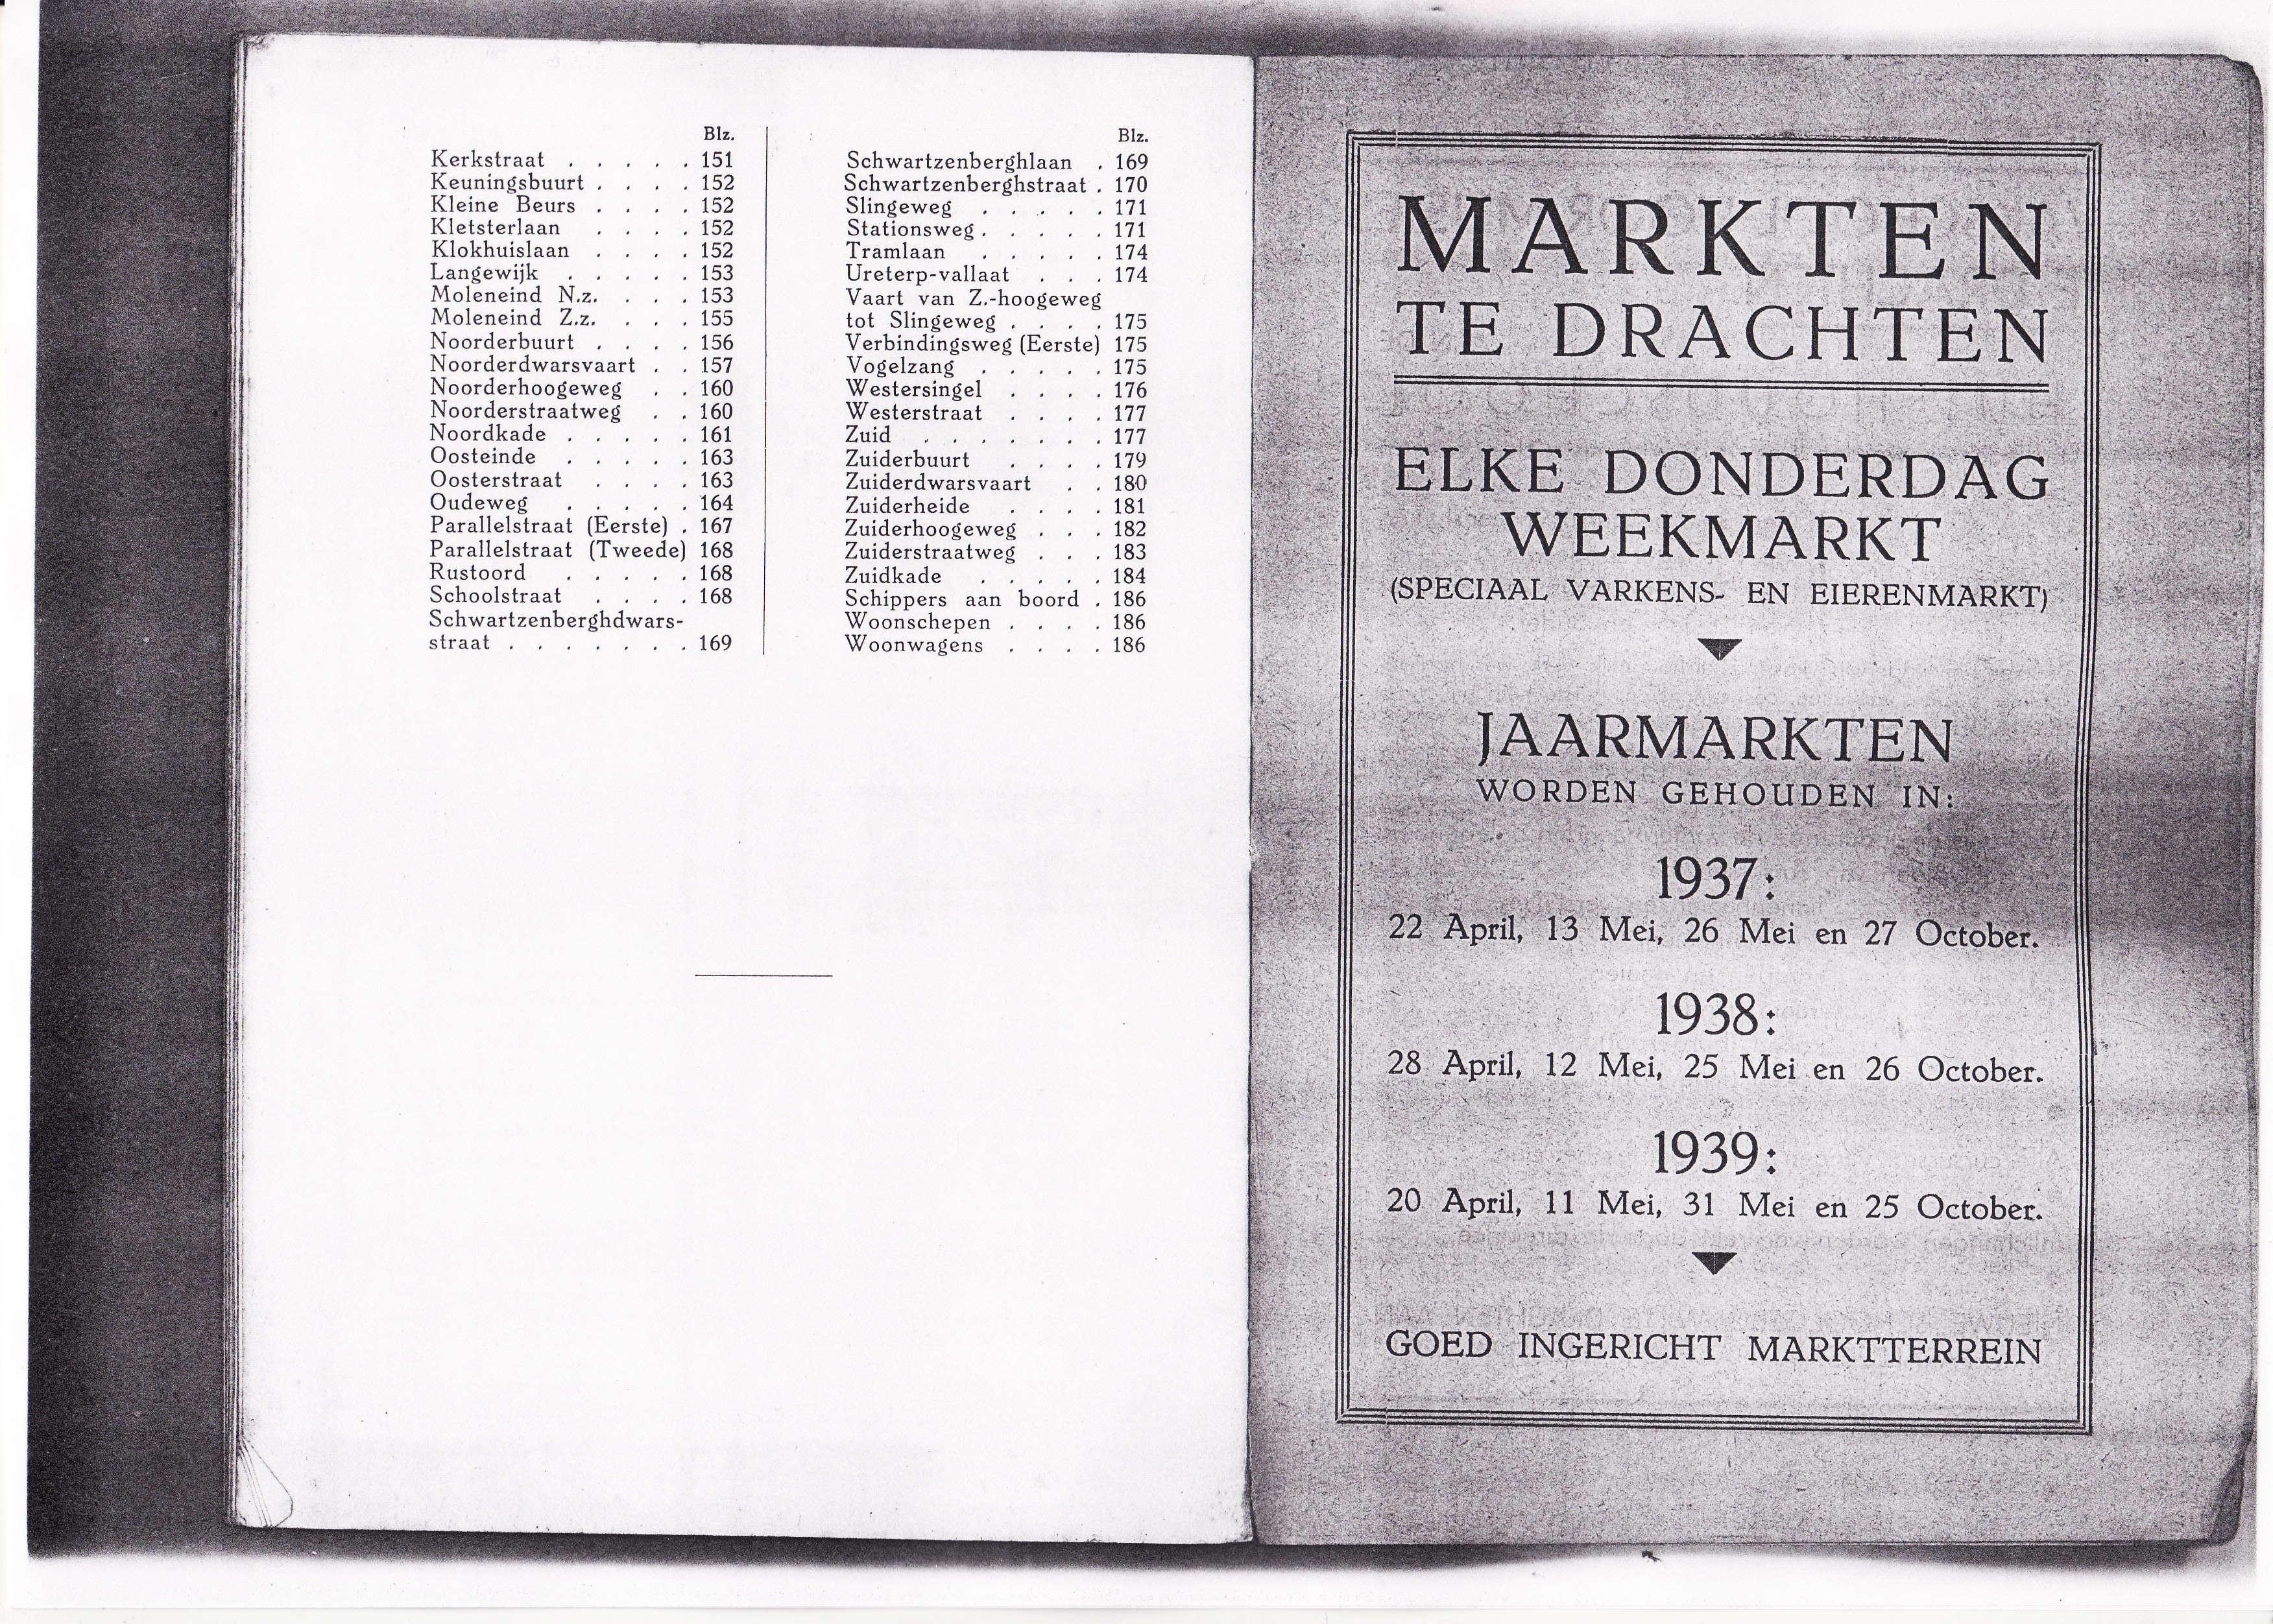 Blz.
Kerkstraat . . . . . 151
Keuningsbuurt . . . . 152
Kleine Beurs . . . . 152
Kletsterlaan . . . . 152
Klokhuislaan . . . . 152
Langewijk . . . . . 153
Moleneind N.z. . . . 153
Moleneind Z.z. . . . 155
Noorderbuurt . . . . 156
Noorderdwarsvaart . . 157
Noorderhoogeweg . . 160
Noorderstraatweg . . 160
Noordkade . . . . . 161
Oosteinde . . . . . 163
Oosterstraat . . . . 163
Oudeweg . . . . . 164
Parallelstraat (Eerste) . 167
Parallelstraat (Tweede) 168
Rustoord . . . . . 168
Schoolstraat . . . . 168
Schwartzenberghdwars-
straat . . . . . . . . 169
Blz.
Schwartzenberghlaan . 169
Schwartzenberghstraat . 170
Slingeweg . . . . . 171
Stationsweg . . . . . 171
Tramlaan . . . . . 174
Ureterp-vallaat . . . 174
Vaart van Z.-hoogeweg
tot Slingeweg . . . . 175
Verbindingsweg (Eerste) 175
Vogelzang . . . . . 175
Westersingel . . . . 176
Westerstraat . . . . 177
Zuid . . . . . . . 177
Zuiderbuurt . . . . 179
Zuiderdwarsvaart . . 180
Zuiderheide . . . . 181
Zuiderhoogeweg . . . 182
Zuiderstraatweg . . . 183
Zuidkade . . . . . 184
Schippers aan boord . 186
Woonschepen . . . . 186
Woonwagens . . . . 186
MARKTEN
TE DRACHTEN
ELKE DONDERDAG
WEEKMARKT
(SPECIAAL VARKENS- EN EIERENMARKT)
JAARMARKTEN
WORDEN GEHOUDEN IN:
1937:
22 April, 13 Mei, 26 Mei en 27 October.
1938:
28 April, 12 Mei, 25 Mei en 26 October.
1939:
20 April, 11 Mei, 31 Mei en 25 October.
GOED INGERICHT MARKTTERREIN